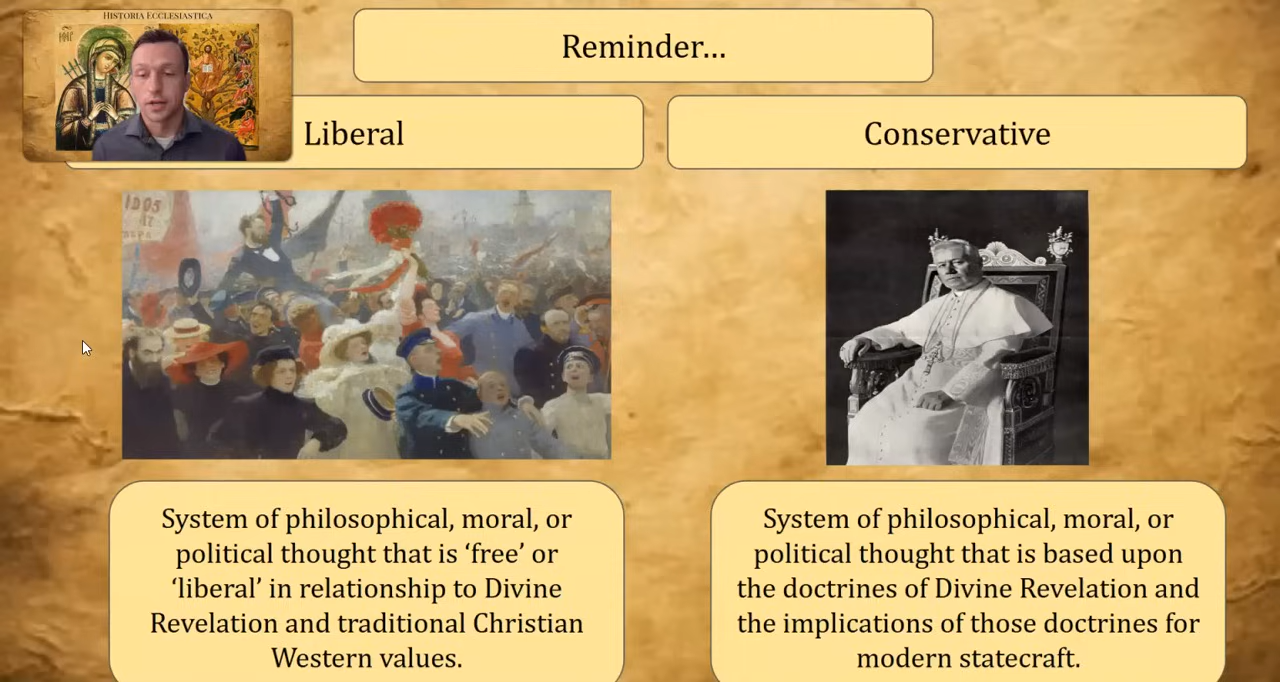 HISTORIA ECCLESIASTICA
Reminder...
Liberal
Conservative
System of philosophical, moral, or
political thought that is ‘free’ or
‘liberal’ in relationship to Divine
Revelation and traditional Christian
Western values.
System of philosophical, moral, or
political thought that is based upon
the doctrines of Divine Revelation and
the implications of those doctrines for
modern statecraft.